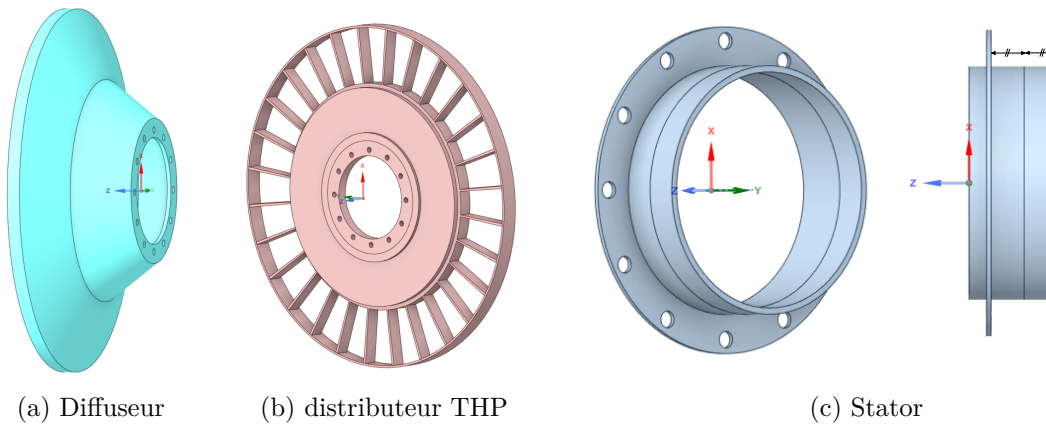 X
Z
Y
X
Z
X
Z
Y
X
Z
(a) Diffuseur
(b) distributeur THP
(c) Stator